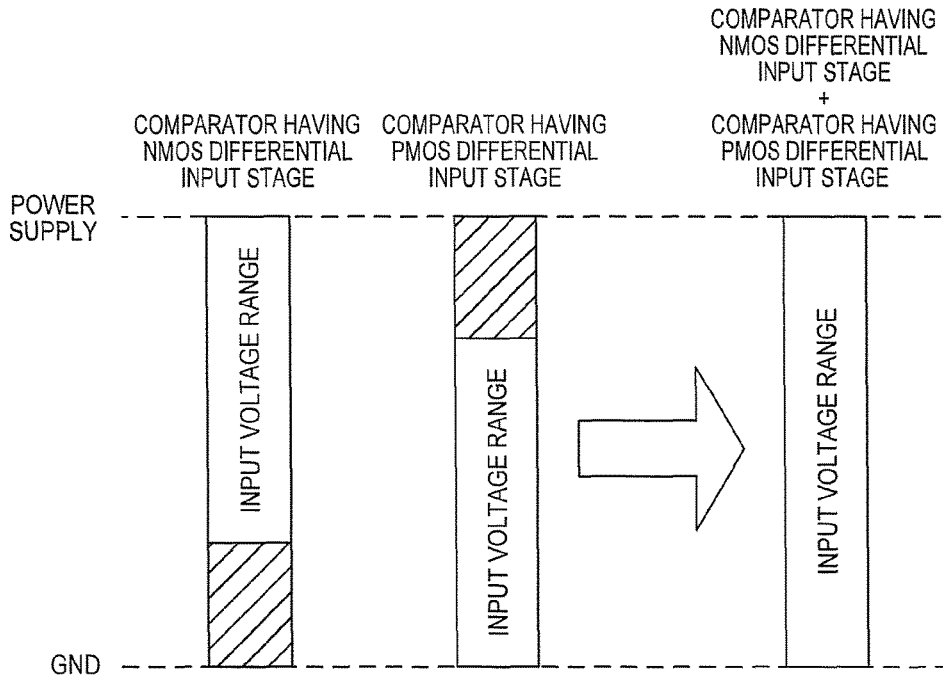 COMPARATOR HAVING
NMOS DIFFERENTIAL
INPUT STAGE
COMPARATOR HAVING
PMOS DIFFERENTIAL
INPUT STAGE
COMPARATOR HAVING
NMOS DIFFERENTIAL
INPUT STAGE
+
COMPARATOR HAVING
PMOS DIFFERENTIAL
INPUT STAGE
POWER
SUPPLY
INPUT VOLTAGE RANGE
INPUT VOLTAGE RANGE
INPUT VOLTAGE RANGE
GND